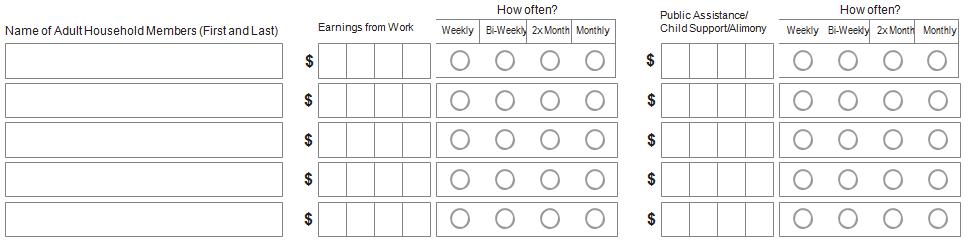 How often?
How often?
Public Assistance/
Child Support/Alimony
Name of Adult Household Members (First and Last)
Earnings from Work
Weekly Bi-Weekly 2x Month Monthly
Weekly Bi-Weekly 2x Month Monthly
$ $
$ $
$ $
$ $
$ $